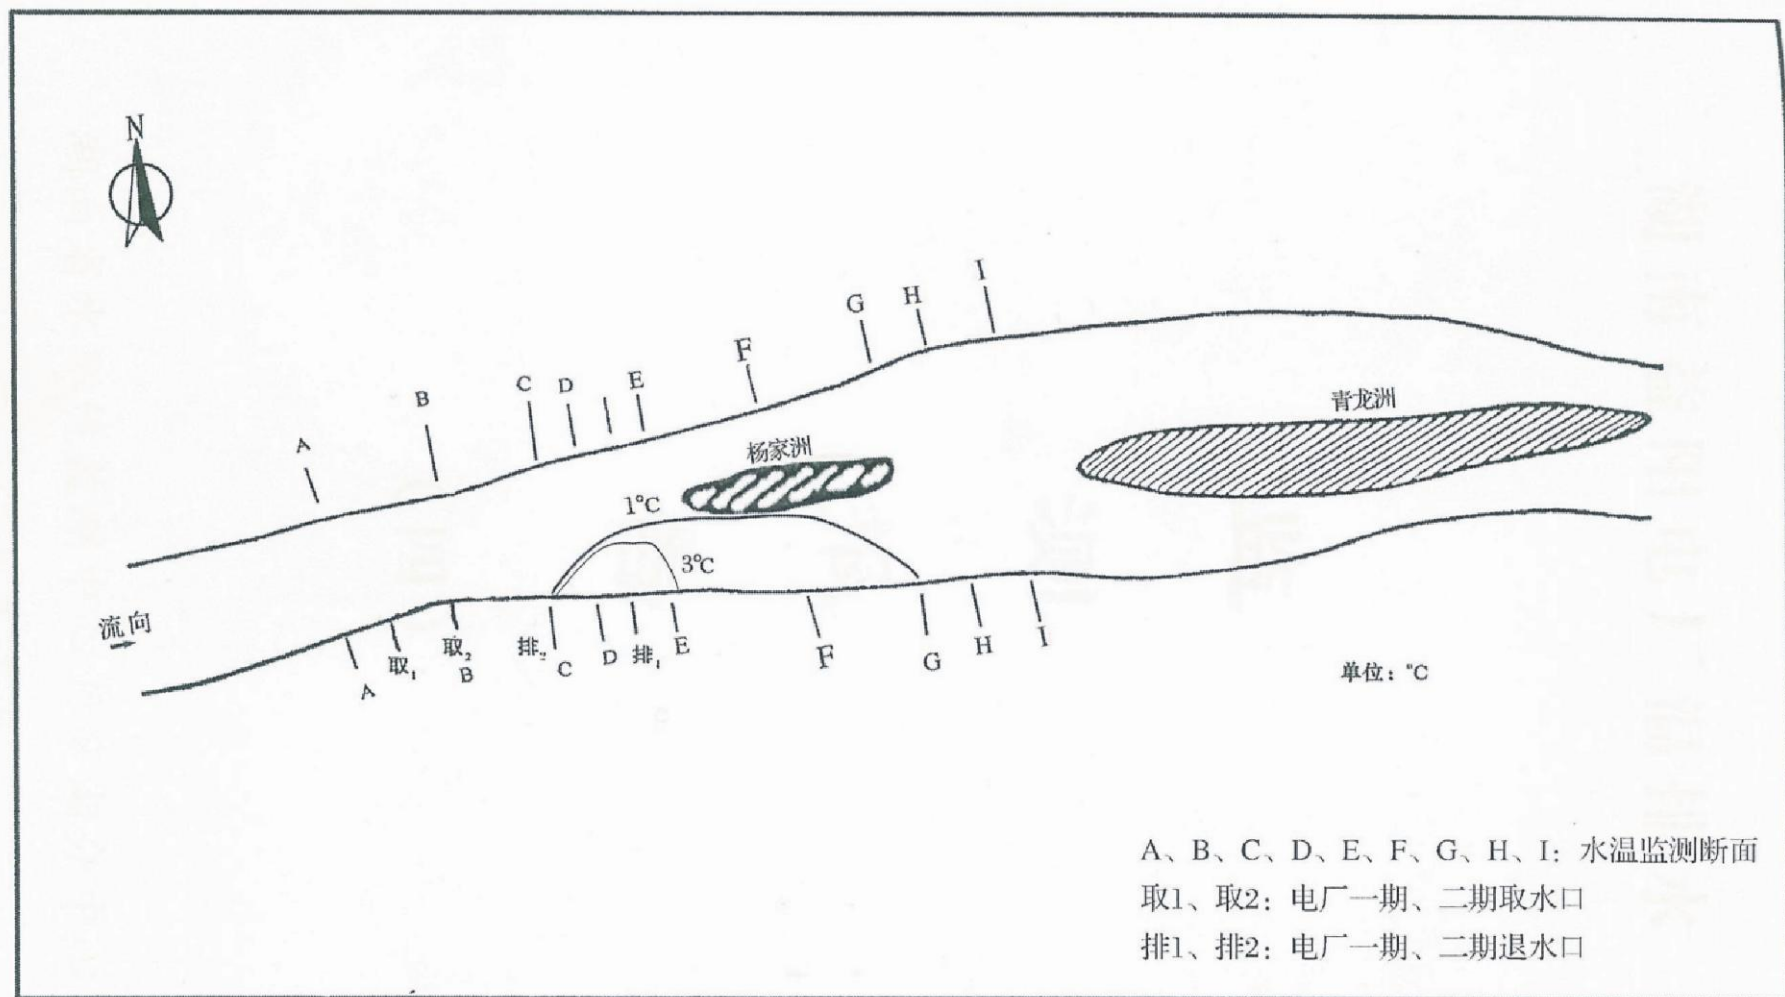 N
I
H
G
F
E
D
C
B
A
青龙洲
杨家洲
1℃
3℃
流向
取₁
取₂
排₂
排₁
A
B
C
D
E
F
G
H
I
单位：℃
A、B、C、D、E、F、G、H、I：水温监测断面
取1、取2：电厂一期、二期取水口
排1、排2：电厂一期、二期退水口